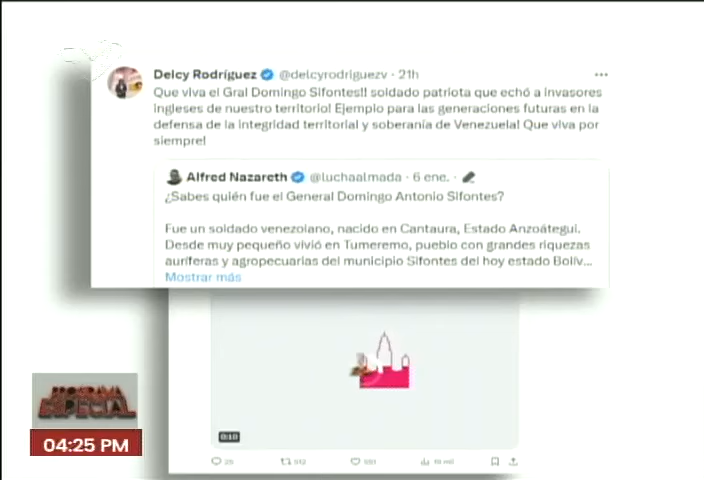 Delcy Rodríguez @delcyrodriguezv · 21h
Que viva el Gral Domingo Sifontes!! soldado patriota que echó a invasores
ingleses de nuestro territorio! Ejemplo para las generaciones futuras en la
defensa de la integridad territorial y soberanía de Venezuela! Que viva por
siempre!
Alfred Nazareth @luchaalmada · 6 ene. ·
¿Sabes quién fue el General Domingo Antonio Sifontes?
Fue un soldado venezolano, nacido en Cantaura, Estado Anzoátegui.
Desde muy pequeño vivió en Tumeremo, pueblo con grandes riquezas
auríferas y agropecuarias del municipio Sifontes del hoy estado Bolív...
Mostrar más
0:10
ESPECIAL
04:25 PM